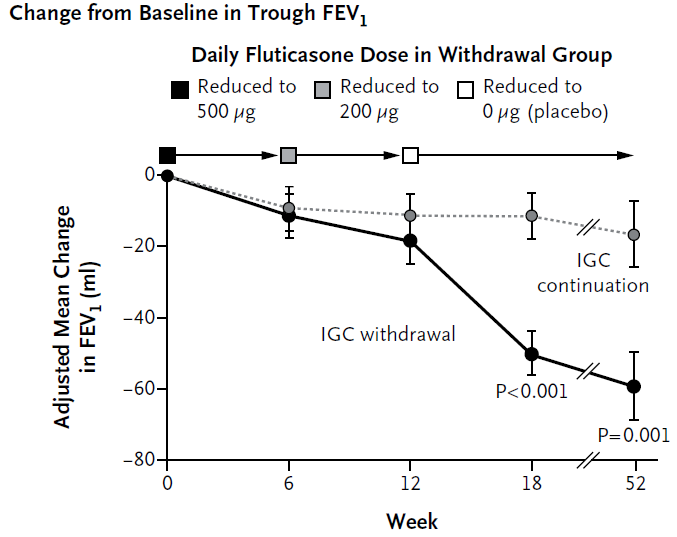 Change from Baseline in Trough FEV₁
Daily Fluticasone Dose in Withdrawal Group
Reduced to
500 µg
Reduced to
200 µg
Reduced to
0 µg (placebo)
Adjusted Mean Change
in FEV₁ (ml)
0
−20
−40
−60
−80
IGC
continuation
IGC withdrawal
P<0.001
P=0.001
0
6
12
18
52
Week